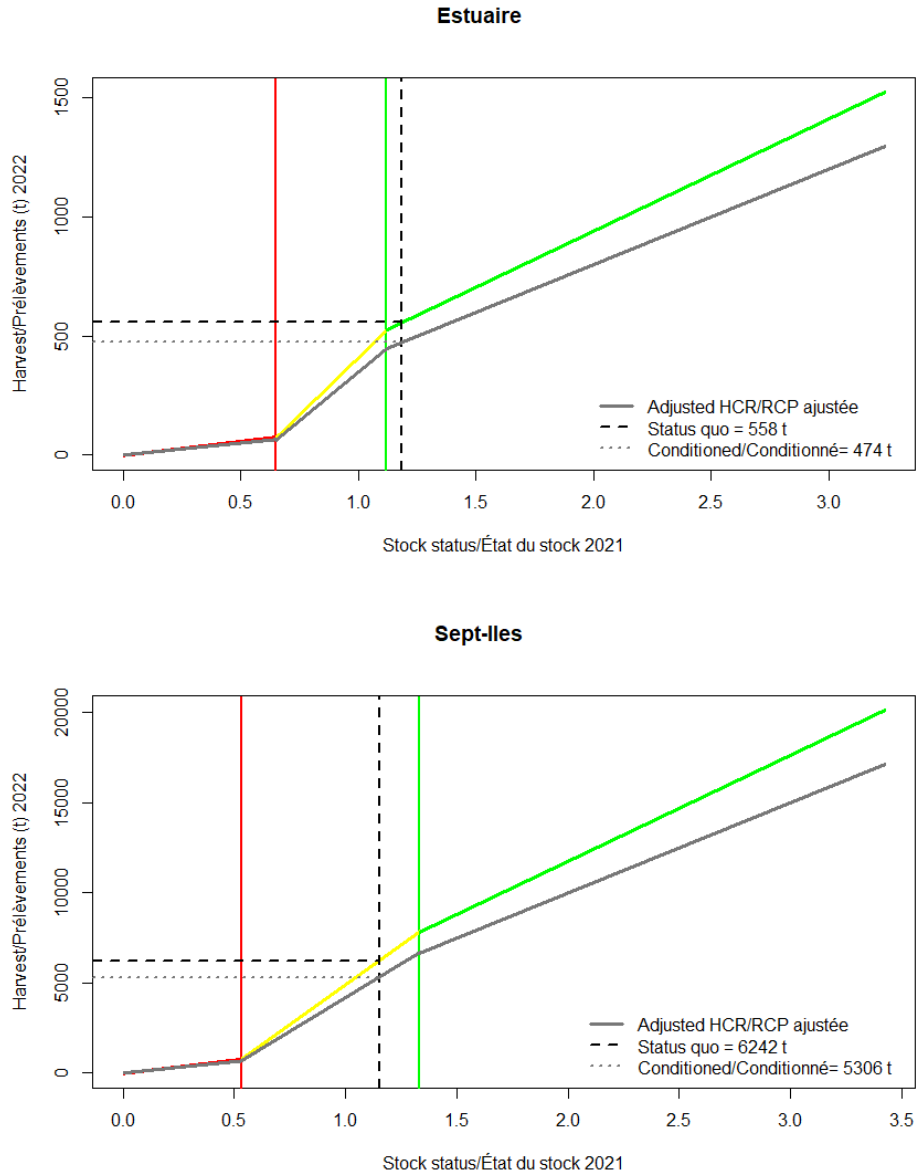 Estuaire
Harvest/Prélèvements (t) 2022
1500
1000
500
0
Adjusted HCR/RCP ajustée
Status quo = 558 t
Conditioned/Conditionné= 474 t
0.0 0.5 1.0 1.5 2.0 2.5 3.0
Stock status/État du stock 2021
Sept-Iles
Harvest/Prélèvements (t) 2022
20000
15000
10000
5000
0
Adjusted HCR/RCP ajustée
Status quo = 6242 t
Conditioned/Conditionné= 5306 t
0.0 0.5 1.0 1.5 2.0 2.5 3.0 3.5
Stock status/État du stock 2021